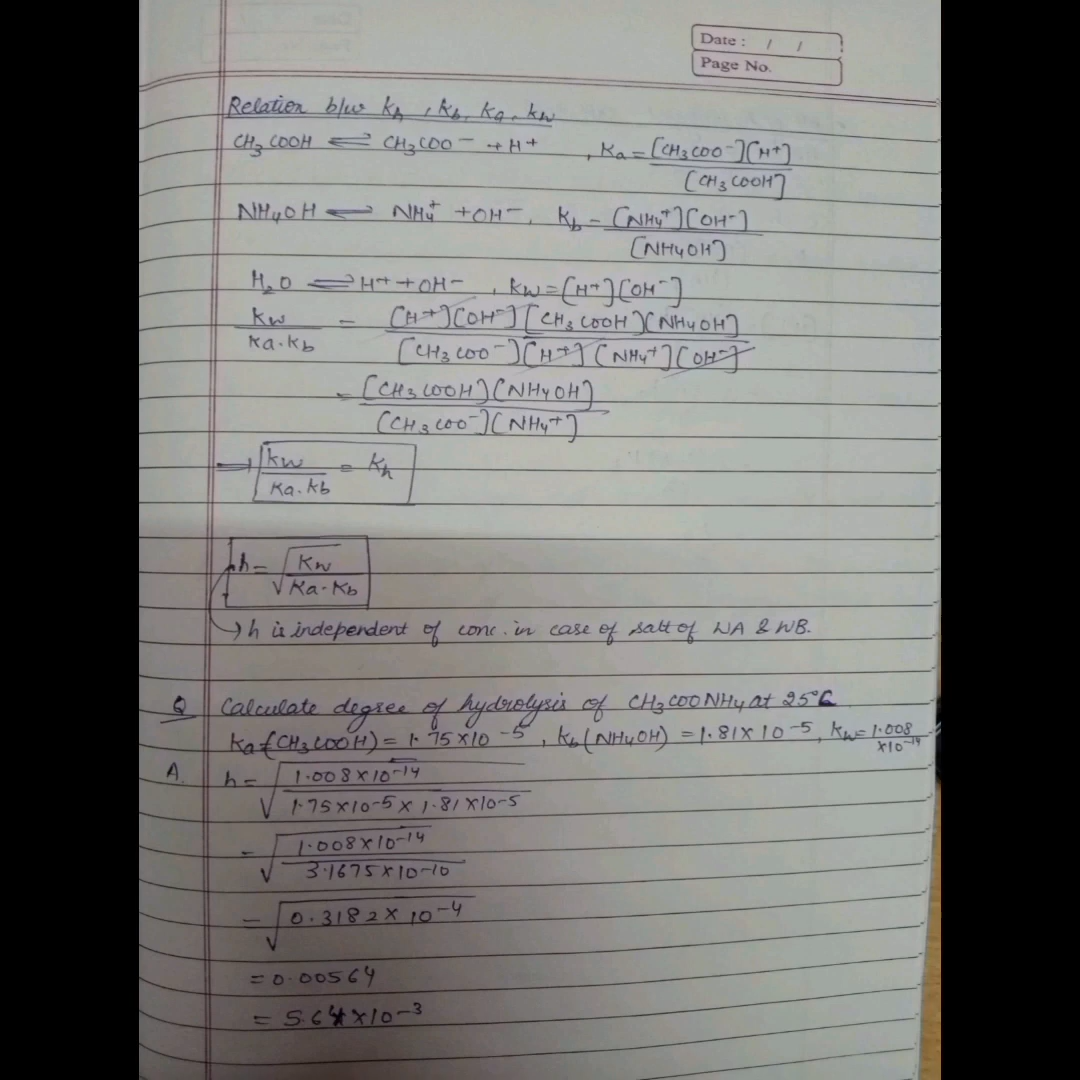 Date : / /
Page No.
Relation b/w Kh, Kb, Ka, Kw
CH3COOH ⇌ CH3COO⁻ + H⁺ , Ka = [CH3COO⁻][H⁺] / [CH3COOH]
NH4OH ⇌ NH4⁺ + OH⁻, Kb = [NH4⁺][OH⁻] / [NH4OH]
H2O ⇌ H⁺ + OH⁻ , Kw = [H⁺][OH⁻]
Kw / Ka.Kb = [H⁺][OH⁻][CH3COOH][NH4OH] / [CH3COO⁻][H⁺][NH4⁺][OH⁻]
= [CH3COOH][NH4OH] / [CH3COO⁻][NH4⁺]
⇒ Kw / Ka.Kb = Kh
h = √(Kw / Ka.Kb)
→ h is independent of conc. in case of salt of WA & WB.
Q Calculate degree of hydrolysis of CH3COONH4 at 25°C
Ka (CH3COOH) = 1.75×10⁻⁵, Kb (NH4OH) = 1.81×10⁻⁵, Kw = 1.008 ×10⁻¹⁴
A. h = √(1.008×10⁻¹⁴ / 1.75×10⁻⁵ × 1.81×10⁻⁵)
= √(1.008×10⁻¹⁴ / 3.1675×10⁻¹⁰)
= √(0.3182×10⁻⁴)
= 0.00564
= 5.64×10⁻³